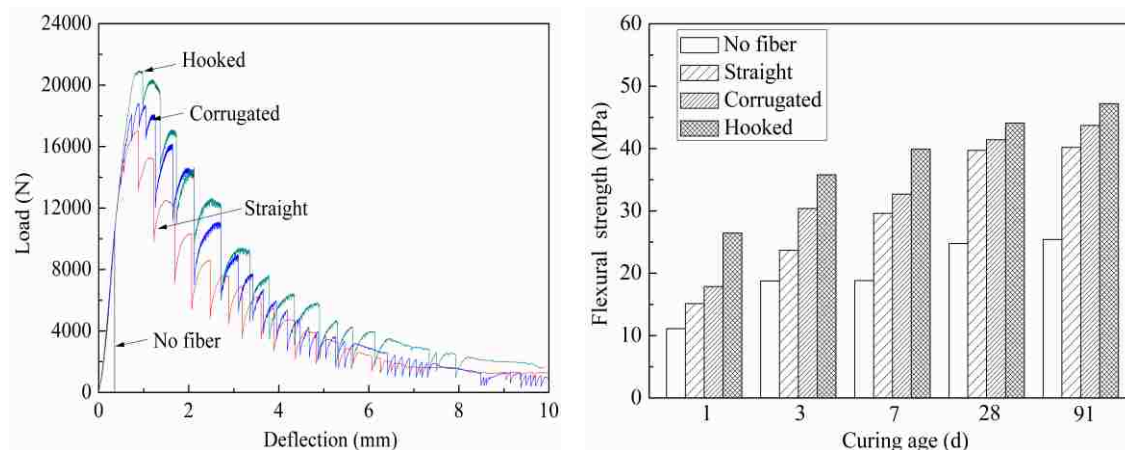 24000
20000
16000
12000
8000
4000
0
Load (N)
Hooked
Corrugated
Straight
No fiber
0 2 4 6 8 10
Deflection (mm)
60
50
40
30
20
10
0
Flexural strength (MPa)
No fiber
Straight
Corrugated
Hooked
1 3 7 28 91
Curing age (d)